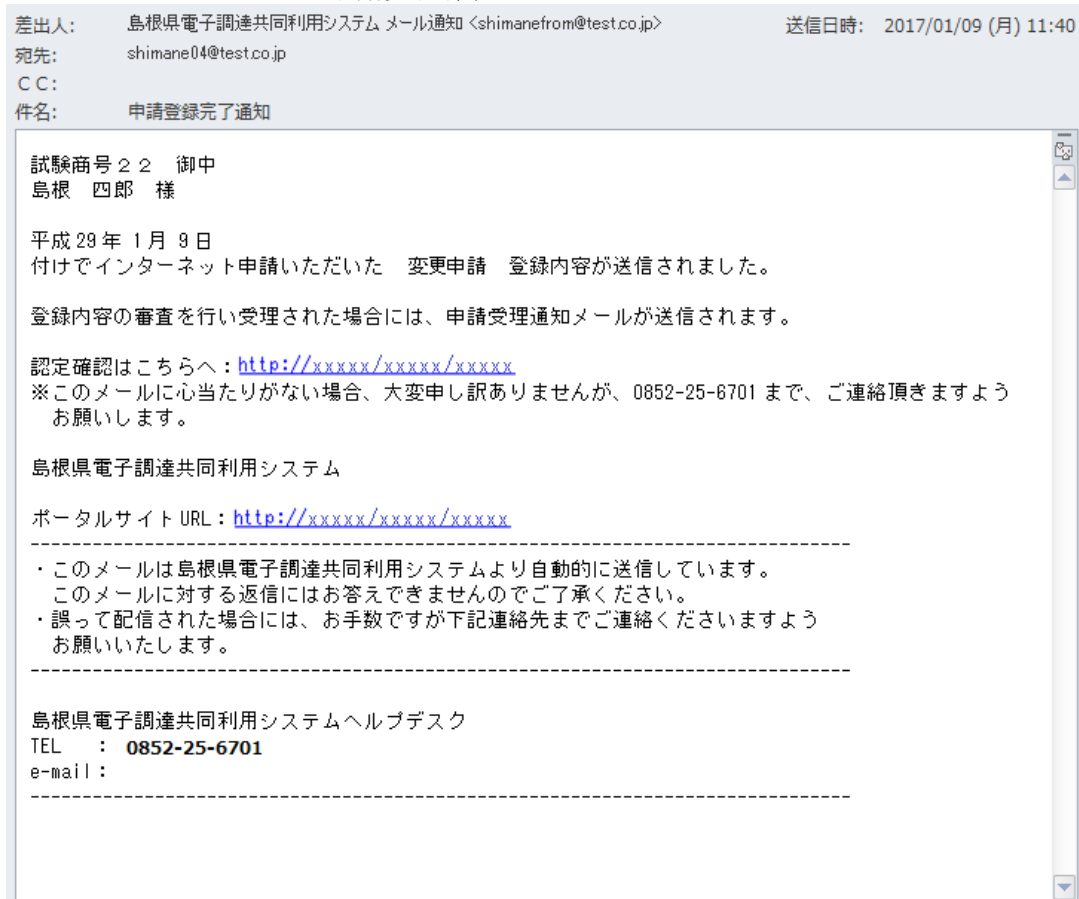 差出人: 島根県電子調達共同利用システム メール通知 <shimanefrom@test.co.jp> 送信日時: 2017/01/09 (月) 11:40
宛先: shimane04@test.co.jp
ＣＣ:
件名: 申請登録完了通知
試験商号２２　御中
島根　四郎　様
平成 29 年 1 月 9 日
付けでインターネット申請いただいた　変更申請　登録内容が送信されました。
登録内容の審査を行い受理された場合には、申請受理通知メールが送信されます。
認定確認はこちらへ：http://xxxxx/xxxxx/xxxxx
※このメールに心当たりがない場合、大変申し訳ありませんが、0852-25-6701 まで、ご連絡頂きますよう
お願いします。
島根県電子調達共同利用システム
ポータルサイト URL：http://xxxxx/xxxxx/xxxxx
--------------------------------------------------------------------------------
・このメールは島根県電子調達共同利用システムより自動的に送信しています。
このメールに対する返信にはお答えできませんのでご了承ください。
・誤って配信された場合には、お手数ですが下記連絡先までご連絡くださいますよう
お願いいたします。
--------------------------------------------------------------------------------
島根県電子調達共同利用システムヘルプデスク
TEL　： 0852-25-6701
e-mail：
--------------------------------------------------------------------------------